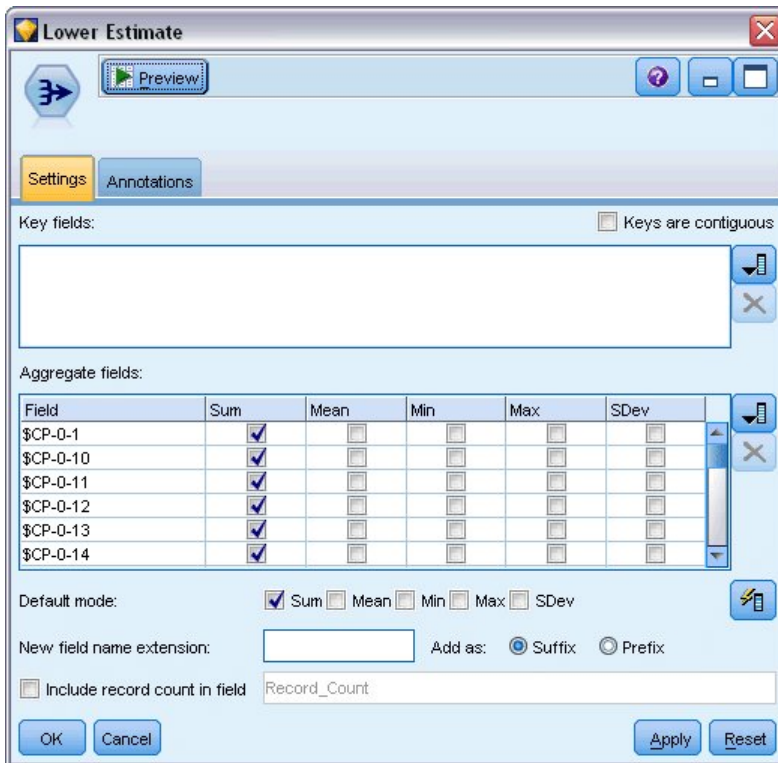 Lower Estimate
Preview
Settings Annotations
Key fields: Keys are contiguous
Aggregate fields:
Field Sum Mean Min Max SDev
$CP-0-1
$CP-0-10
$CP-0-11
$CP-0-12
$CP-0-13
$CP-0-14
Default mode: Sum Mean Min Max SDev
New field name extension: Add as: Suffix Prefix
Include record count in field Record_Count
OK Cancel Apply Reset